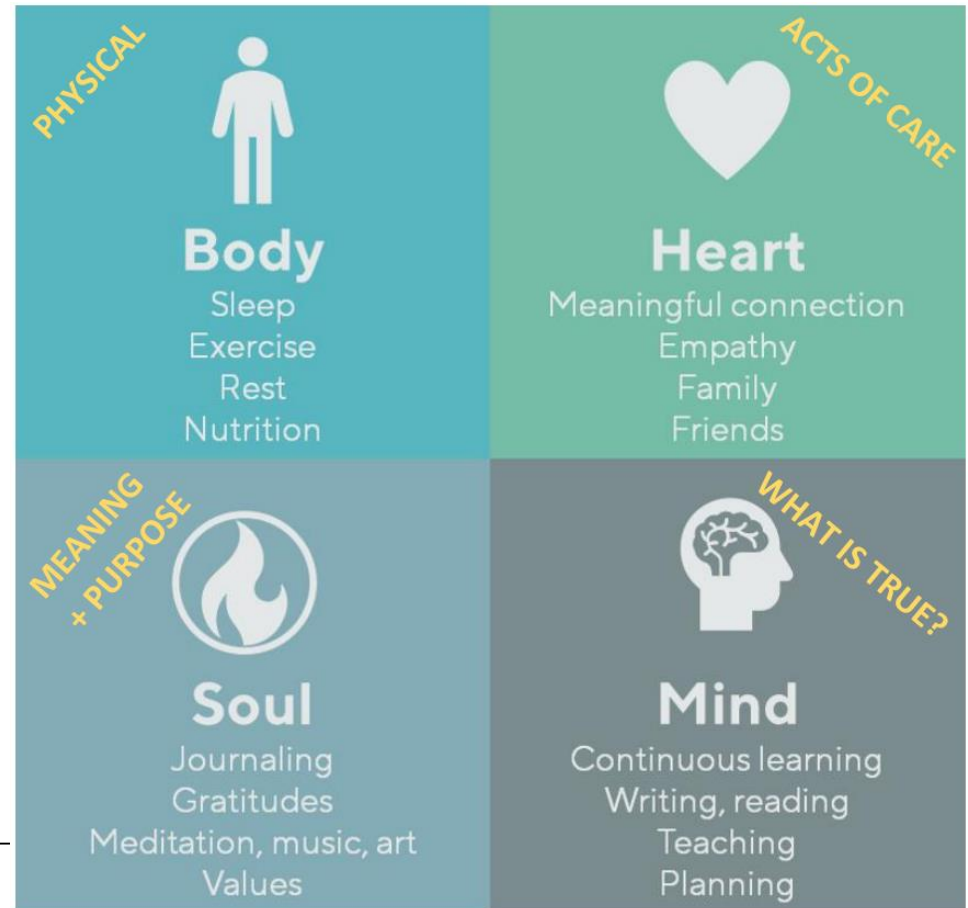 PHYSICAL
Body
Sleep
Exercise
Rest
Nutrition
ACTS OF CARE
Heart
Meaningful connection
Empathy
Family
Friends
MEANING
+ PURPOSE
Soul
Journaling
Gratitudes
Meditation, music, art
Values
WHAT IS TRUE?
Mind
Continuous learning
Writing, reading
Teaching
Planning